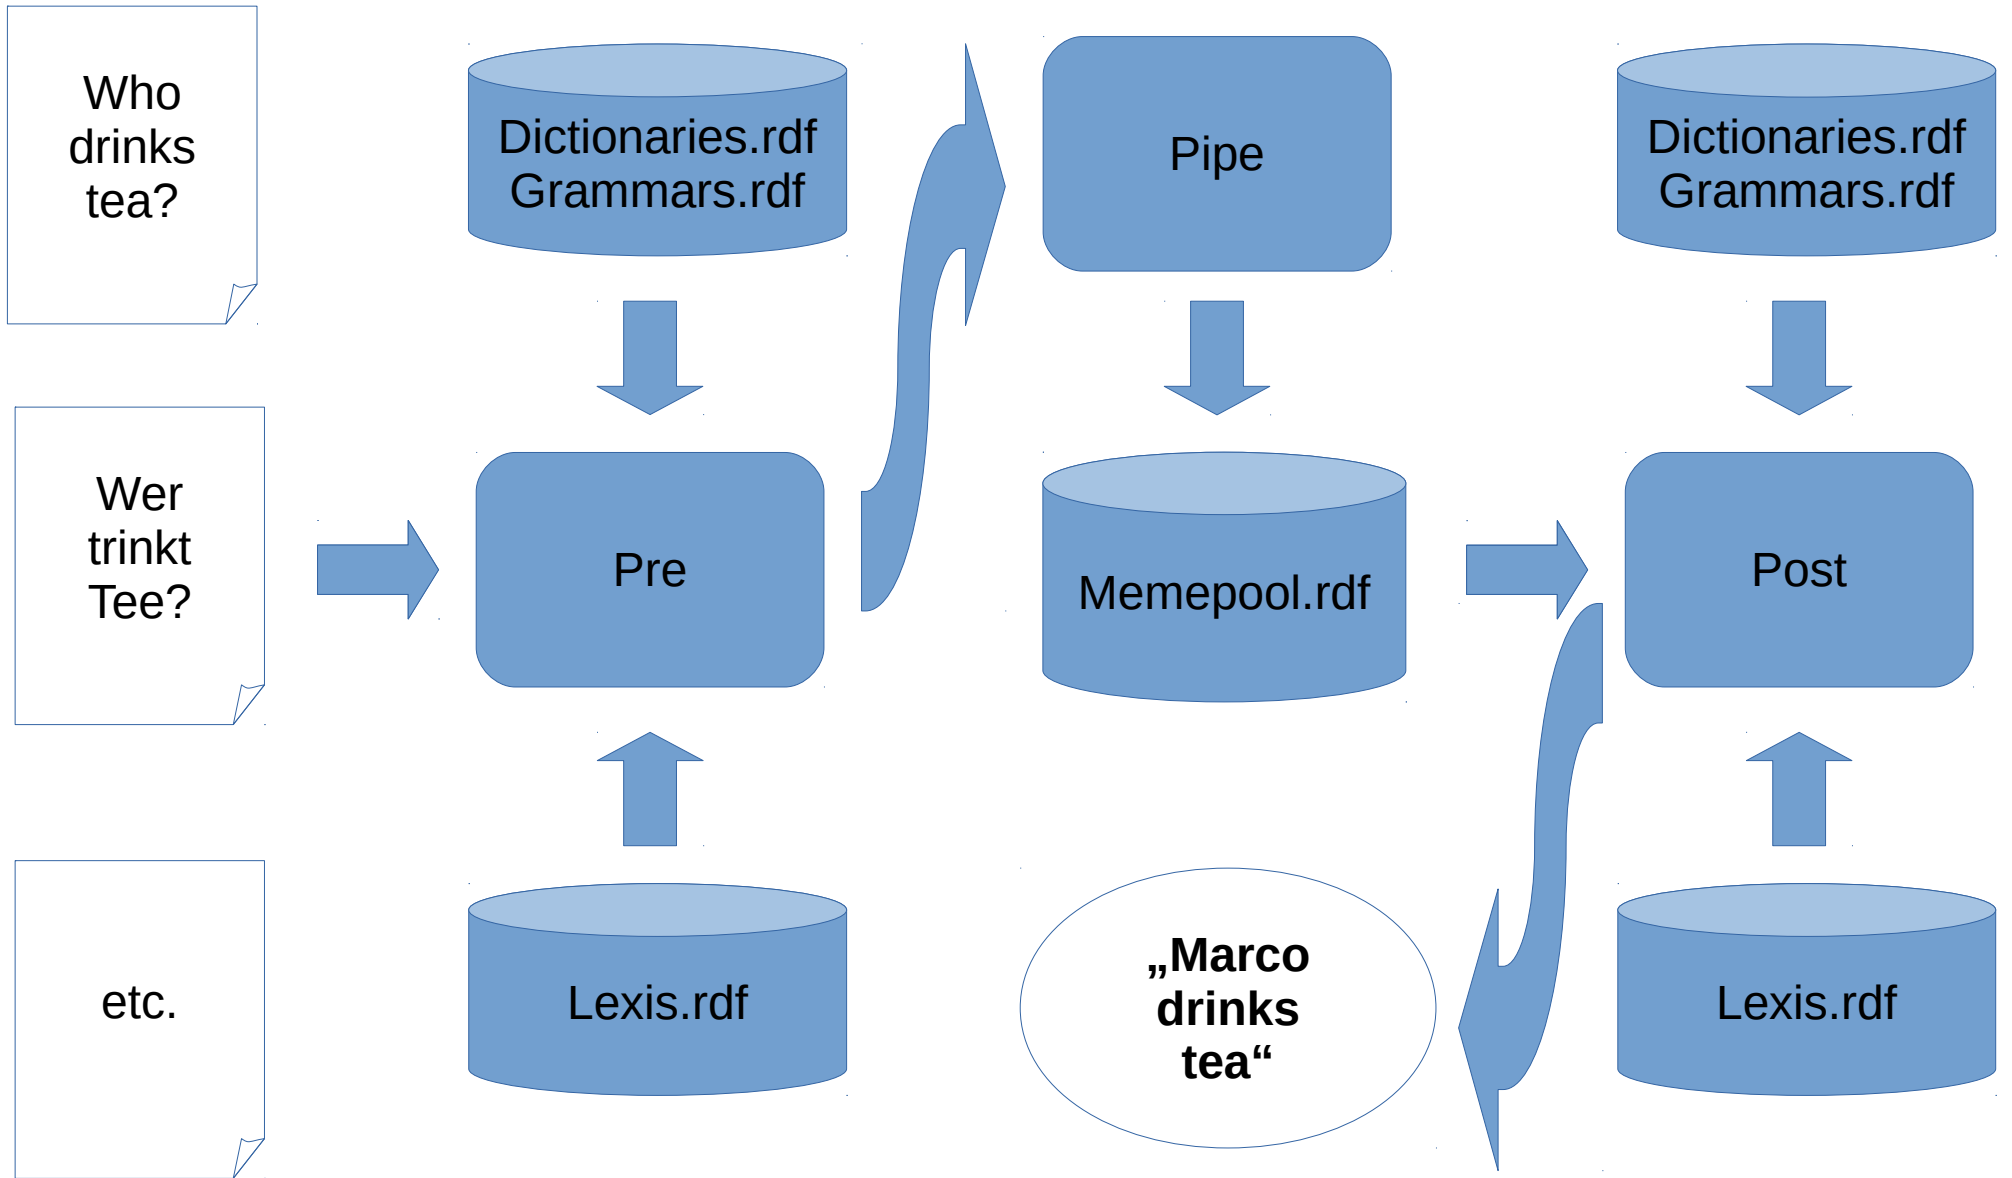 Who
drinks
tea?
Dictionaries.rdf
Grammars.rdf
Pipe
Dictionaries.rdf
Grammars.rdf
Wer
trinkt
Tee?
Pre
Memepool.rdf
Post
etc.
Lexis.rdf
„Marco
drinks
tea“
Lexis.rdf